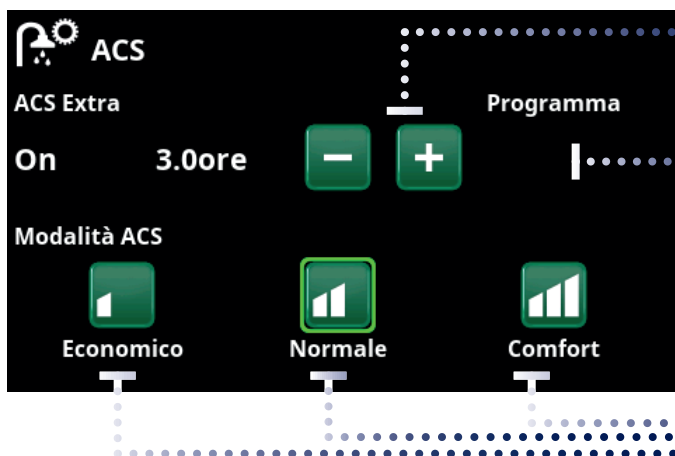 ACS
ACS Extra Programma
On 3.0ore
Modalità ACS
Economico Normale Comfort